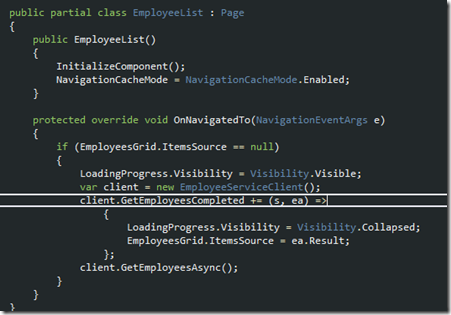 public partial class EmployeeList : Page
{
    public EmployeeList()
    {
        InitializeComponent();
        NavigationCacheMode = NavigationCacheMode.Enabled;
    }

    protected override void OnNavigatedTo(NavigationEventArgs e)
    {
        if (EmployeesGrid.ItemsSource == null)
        {
            LoadingProgress.Visibility = Visibility.Visible;
            var client = new EmployeeServiceClient();
            client.GetEmployeesCompleted += (s, ea) =>
                {
                    LoadingProgress.Visibility = Visibility.Collapsed;
                    EmployeesGrid.ItemsSource = ea.Result;
                };
            client.GetEmployeesAsync();
        }
    }
}